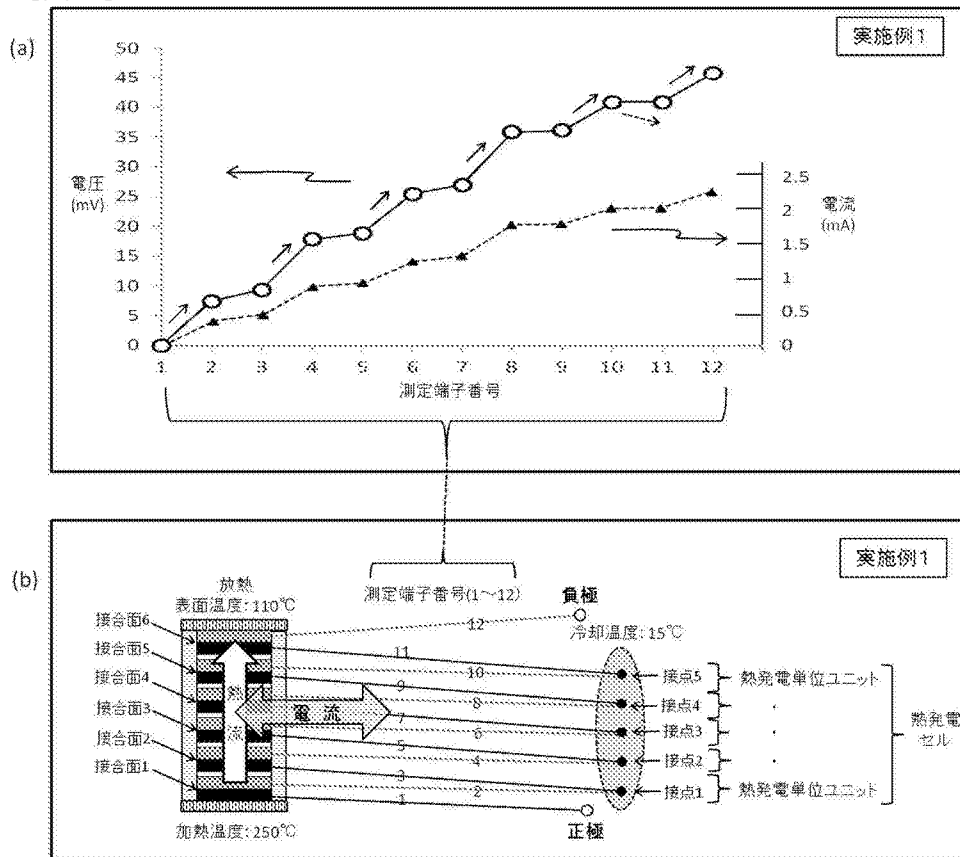 (a)
実施例1
50
45
40
35
30
25
20
15
10
5
0
電圧
(mV)
2.5
2
1.5
1
0.5
0
電流
(mA)
1 2 3 4 5 6 7 8 9 10 11 12
測定端子番号
(b)
実施例1
放熱
表面温度:110℃
測定端子番号(1~12)
負極
冷却温度:15℃
接合面6
接合面5
接合面4
接合面3
接合面2
接合面1
熱
流
電流
12
11
10
9
8
7
6
5
4
3
2
1
接点5
接点4
接点3
接点2
接点1
熱発電単位ユニット
・
・
・
熱発電単位ユニット
熱発電
セル
加熱温度:250℃
正極